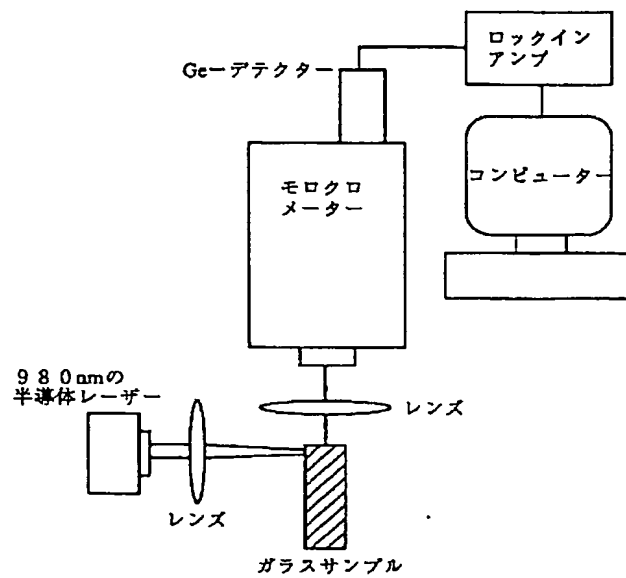 ロックイン
アンプ
Geーデテクター
コンピューター
モロクロ
メーター
980nmの
半導体レーザー
レンズ
レンズ
ガラスサンプル